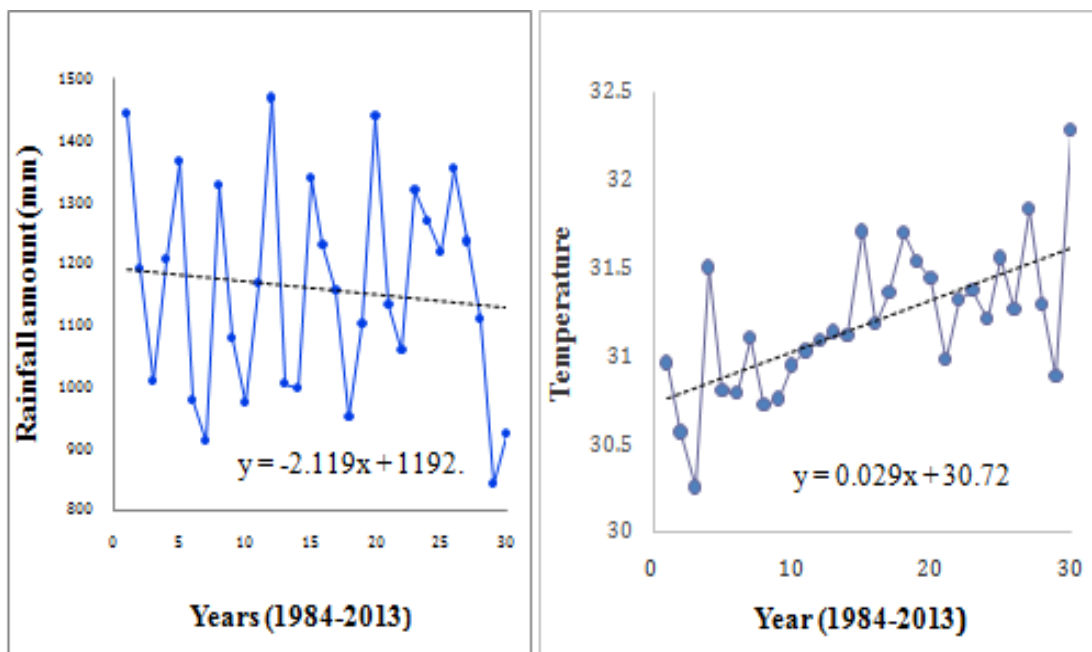 Rainfall amount (mm)
1500
1400
1300
1200
1100
1000
900
800
y = -2.119x + 1192.
0 5 10 15 20 25 30
Years (1984-2013)
Temperature
32.5
32
31.5
31
30.5
30
y = 0.029x + 30.72
0 10 20 30
Year (1984-2013)